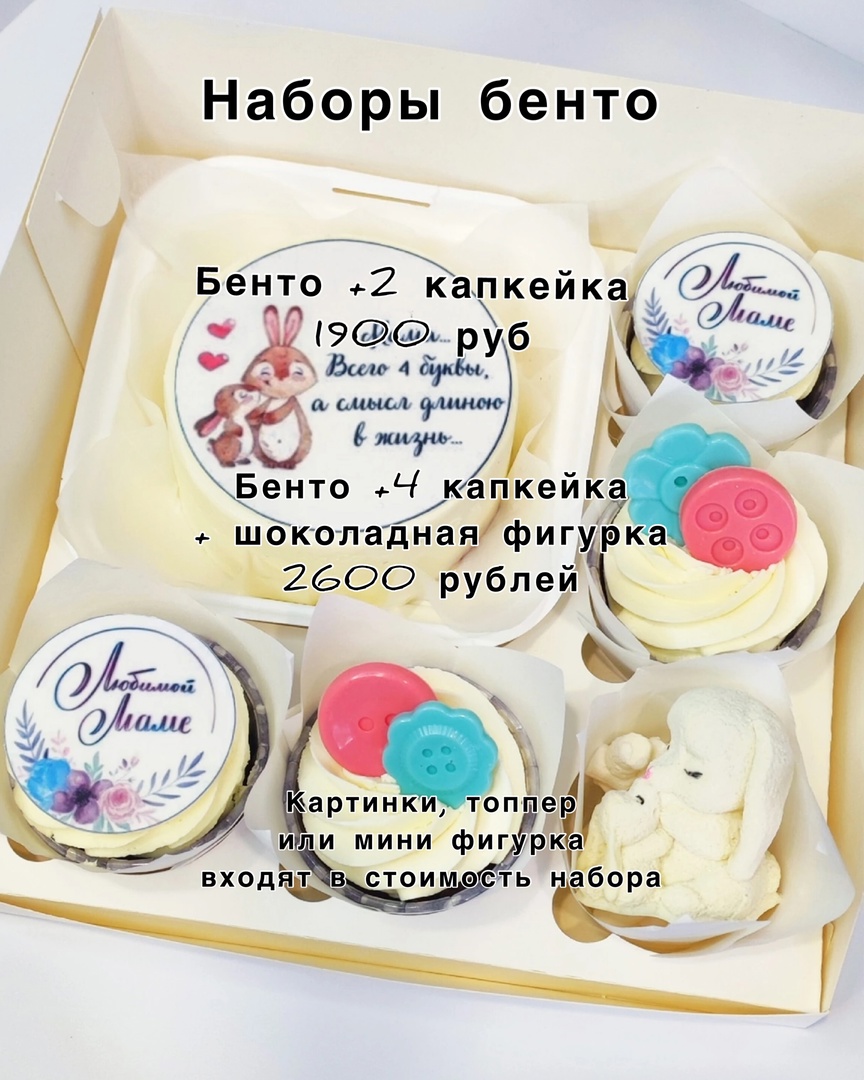 Наборы бенто
Бенто +2 капкейка
1900 руб
Всего 4 буквы,
а смысл длиною
в жизнь...
Бенто +4 капкейка
+ шоколадная фигурка
2600 рублей
Любимой
Маме
Любимой
Маме
Картинки, топпер
или мини фигурка
входят в стоимость набора